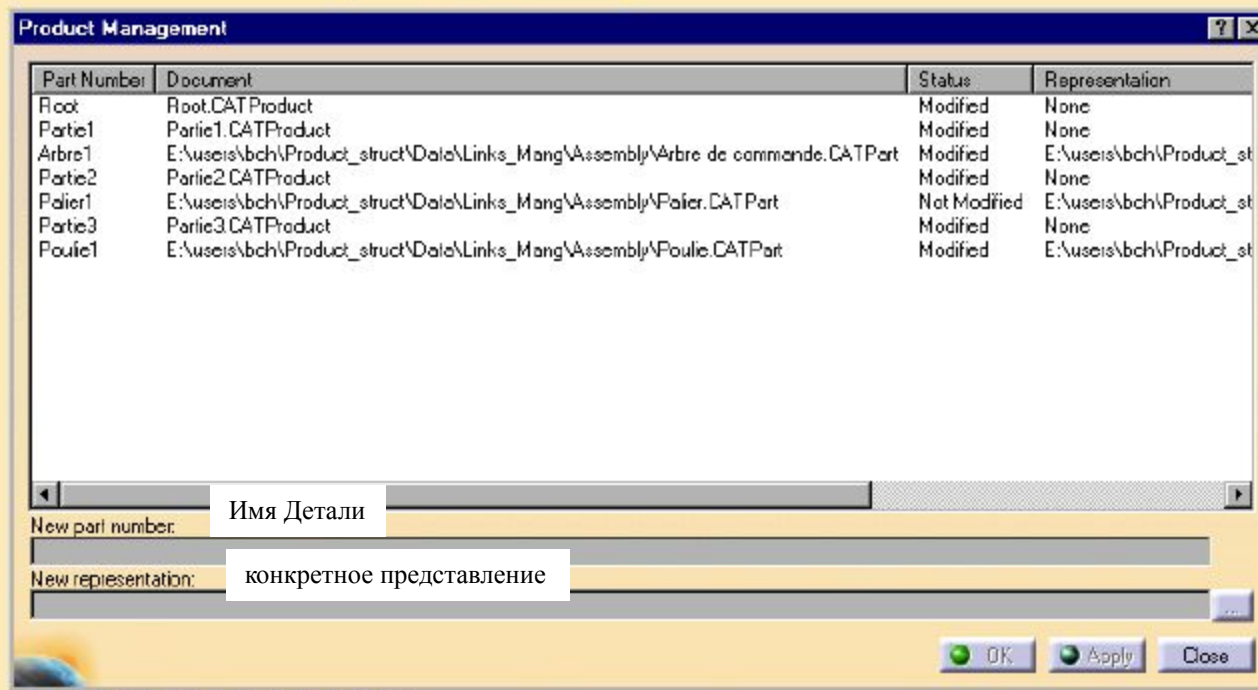 Product Management
Part Number Document Status Representation
Root Root.CATProduct Modified None
Partie1 Partie1.CATProduct Modified None
Arbre1 E:\users\bch\Product_struct\Data\Links_Mang\Assembly\Arbre de commande.CATPart Modified E:\users\bch\Product_st
Partie2 Partie2.CATProduct Modified None
Palier1 E:\users\bch\Product_struct\Data\Links_Mang\Assembly\Palier.CATPart Not Modified E:\users\bch\Product_st
Partie3 Partie3.CATProduct Modified None
Poulie1 E:\users\bch\Product_struct\Data\Links_Mang\Assembly\Poulie.CATPart Modified E:\users\bch\Product_st
Имя Детали
New part number:
конкретное представление
New representation:
...
OK Apply Close